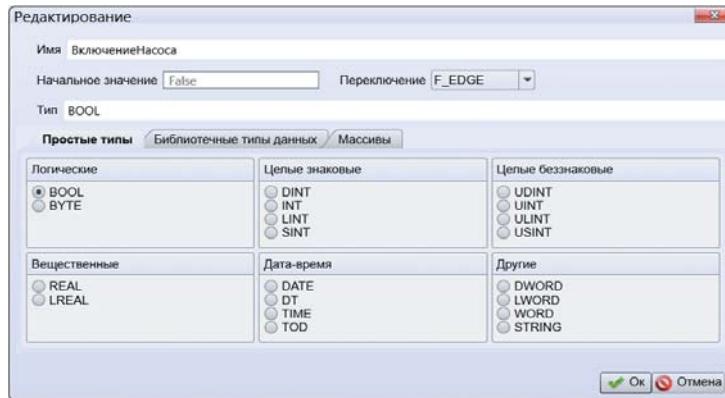 Редактирование
Имя ВключениеНасоса
Начальное значение False Переключение F_EDGE
Тип BOOL
Простые типы Библиотечные типы данных Массивы
Логические
BOOL
BYTE
Целые знаковые
DINT
INT
LINT
SINT
Целые беззнаковые
UDINT
UINT
ULINT
USINT
Вещественные
REAL
LREAL
Дата-время
DATE
DT
TIME
TOD
Другие
DWORD
LWORD
WORD
STRING
Ок Отмена